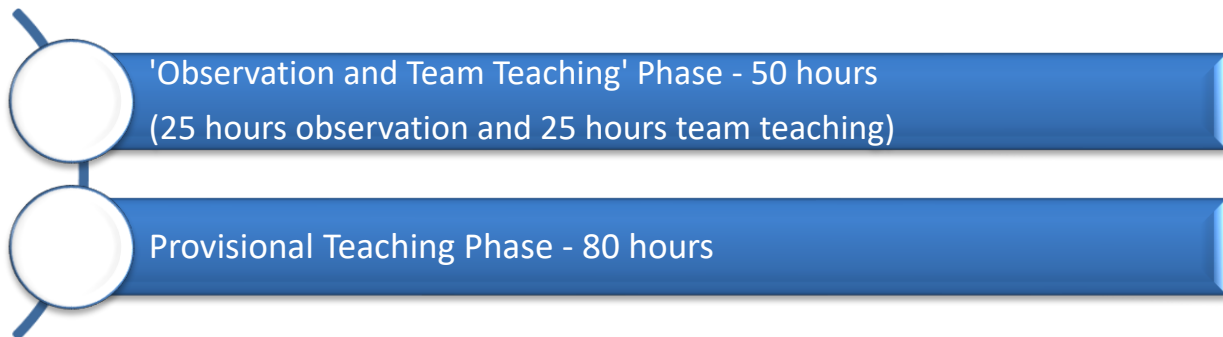 'Observation and Team Teaching' Phase - 50 hours
(25 hours observation and 25 hours team teaching)
Provisional Teaching Phase - 80 hours